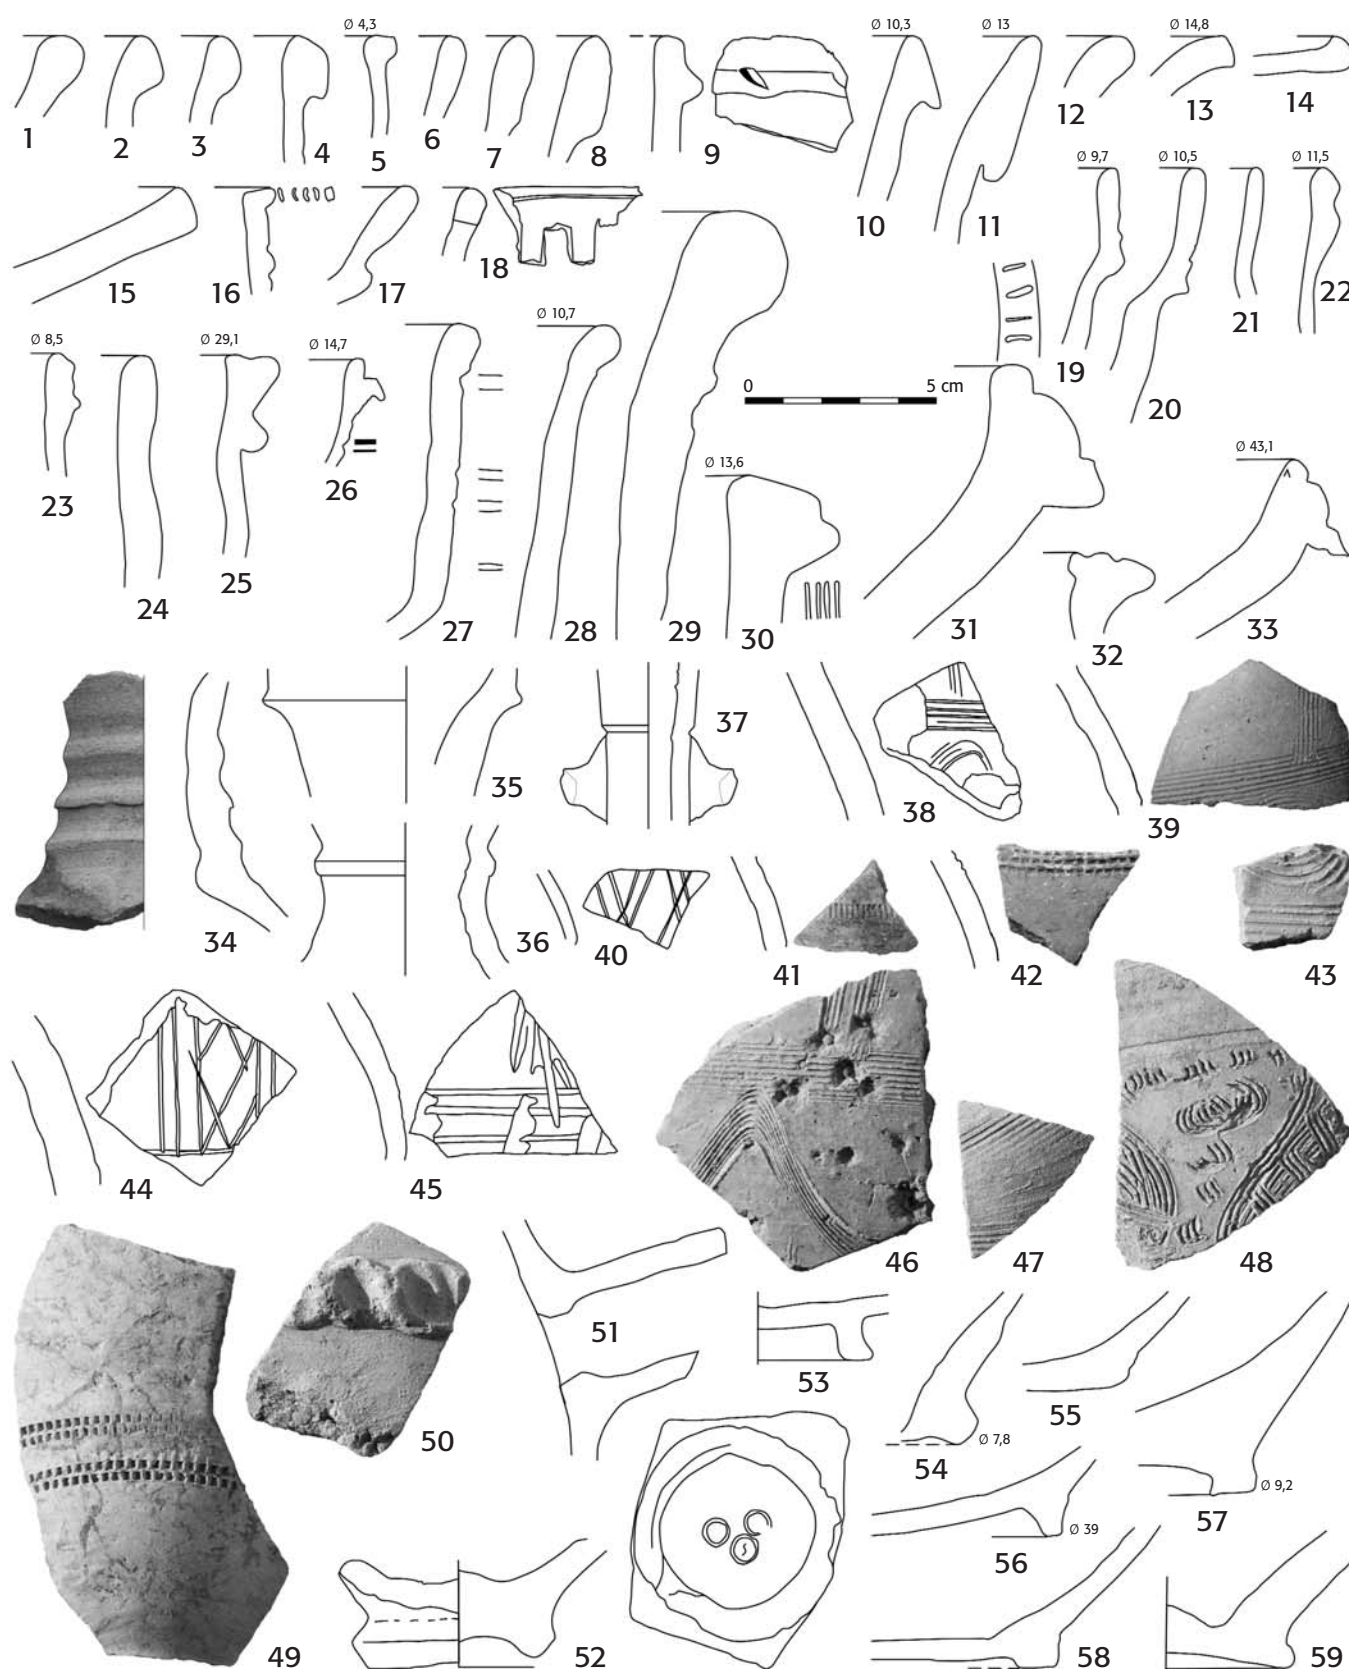 Ø 4,3 Ø 10,3 Ø 13 Ø 14,8
1 2 3 4 5 6 7 8 9 10 11 12 13 14
Ø 9,7 Ø 10,5 Ø 11,5
15 16 17 18 19 20 21 22
Ø 8,5 Ø 29,1 Ø 14,7 Ø 10,7
0 5 cm
Ø 13,6 Ø 43,1
23 24 25 26 27 28 29 30 31 32 33
34 35 36 37 38 39
40 41 42 43
44 45 46 47 48
49 50 51 52 53
54 Ø 7,8
55
56 Ø 39
57 Ø 9,2
58 59